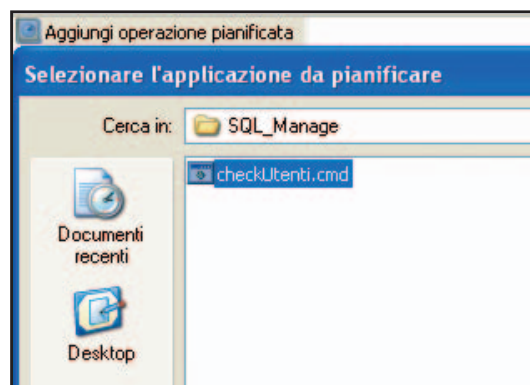 Aggiungi operazione pianificata
Selezionare l'applicazione da pianificare
Cerca in: SQL_Manage
checkUtenti.cmd
Documenti
recenti
Desktop